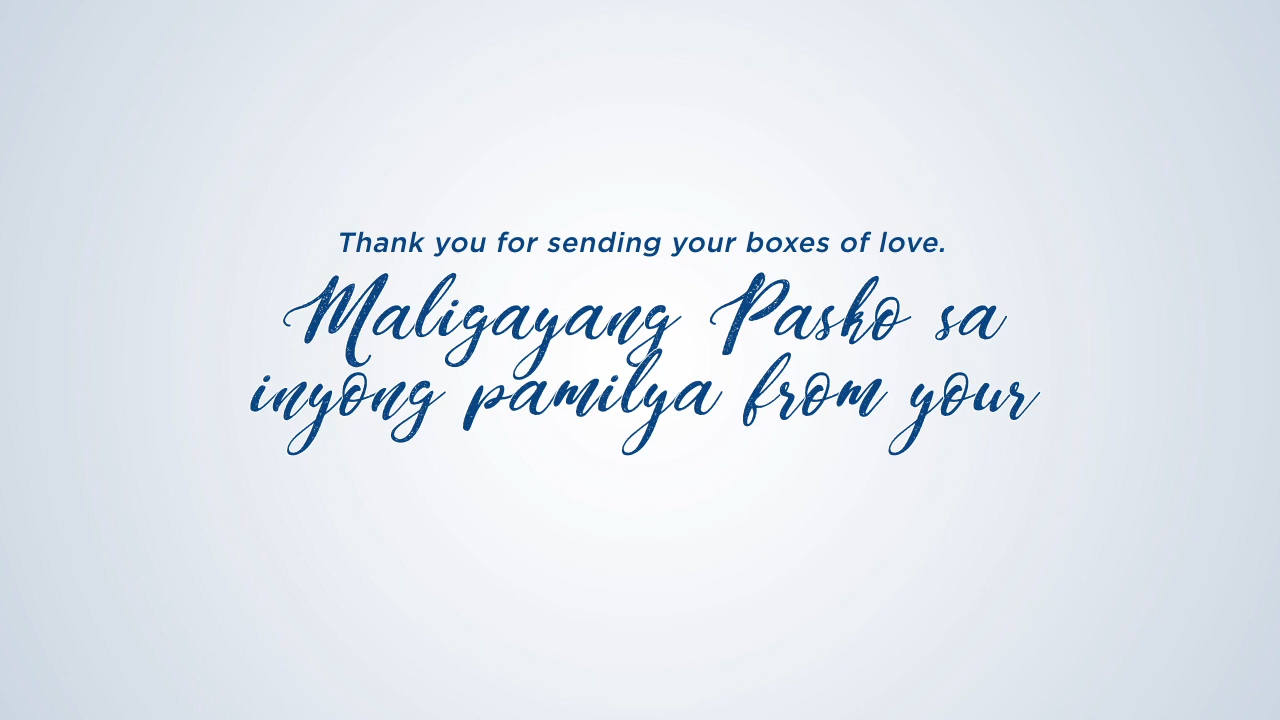 Thank you for sending your boxes of love.
Maligayang Pasko sa
inyong pamilya from your